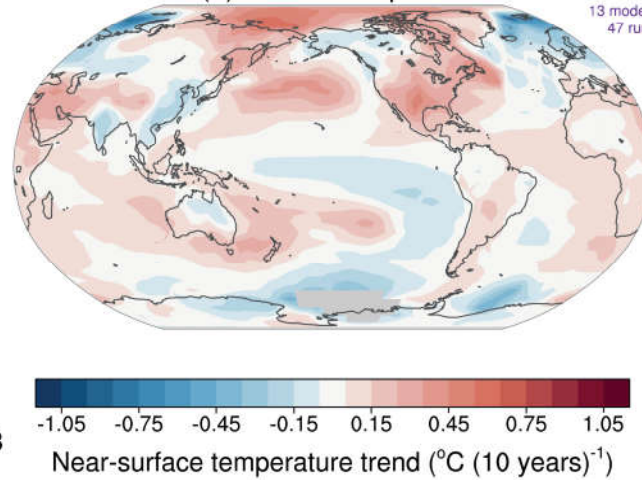 13 mode
47 ru
-1.05 -0.75 -0.45 -0.15 0.15 0.45 0.75 1.05
Near-surface temperature trend (°C (10 years)⁻¹)